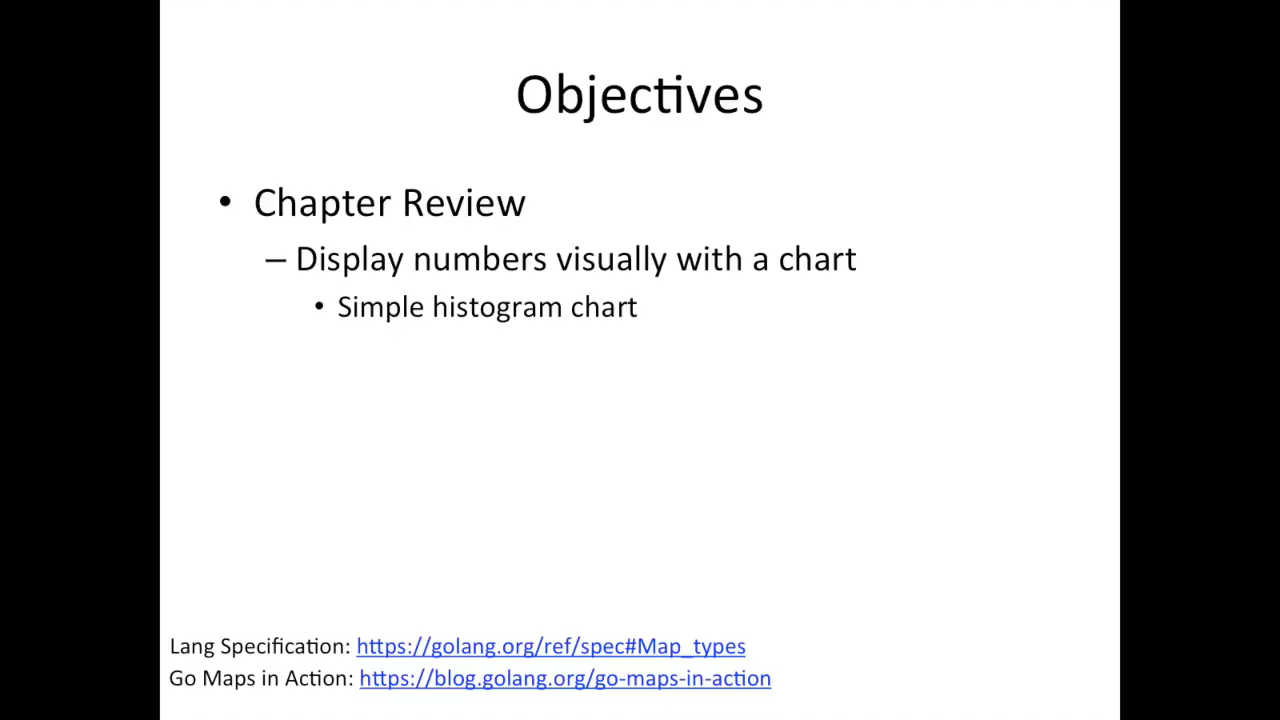 Objectives
• Chapter Review
– Display numbers visually with a chart
• Simple histogram chart
Lang Specification: https://golang.org/ref/spec#Map_types
Go Maps in Action: https://blog.golang.org/go-maps-in-action